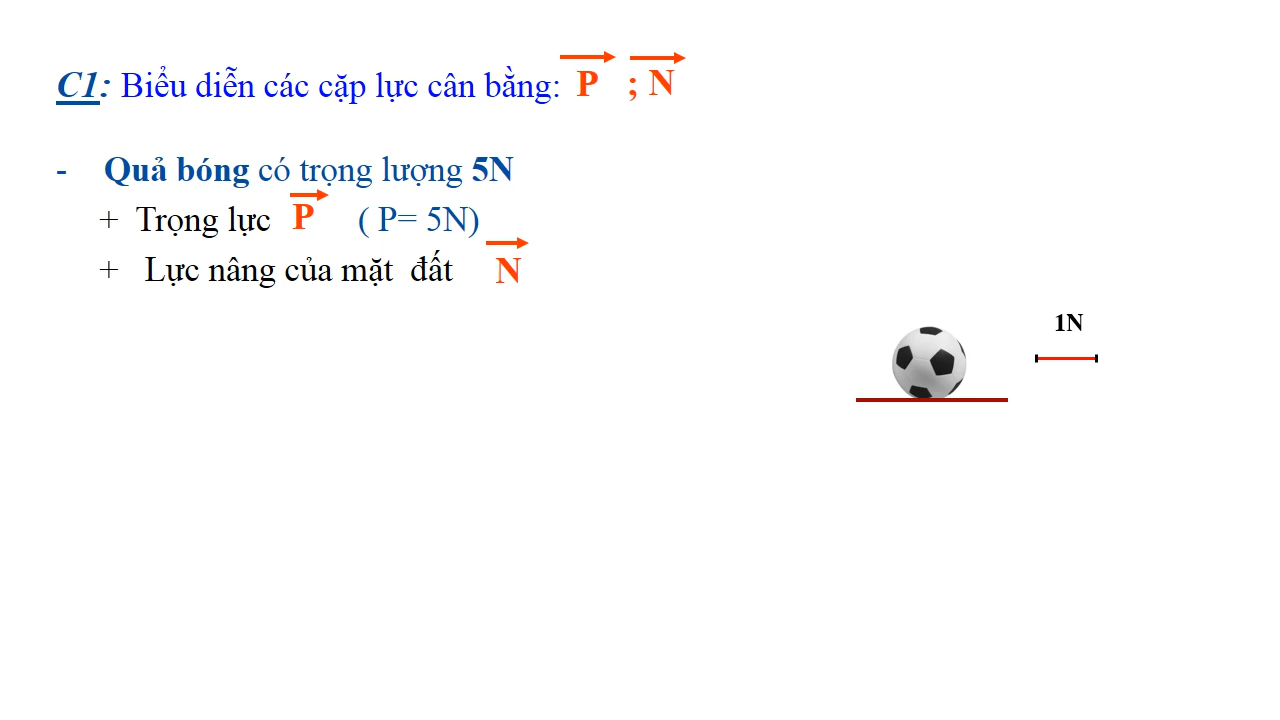 C1: Biểu diễn các cặp lực cân bằng: P ; N
- Quả bóng có trọng lượng 5N
+ Trọng lực P ( P= 5N)
+ Lực nâng của mặt đất N
1N